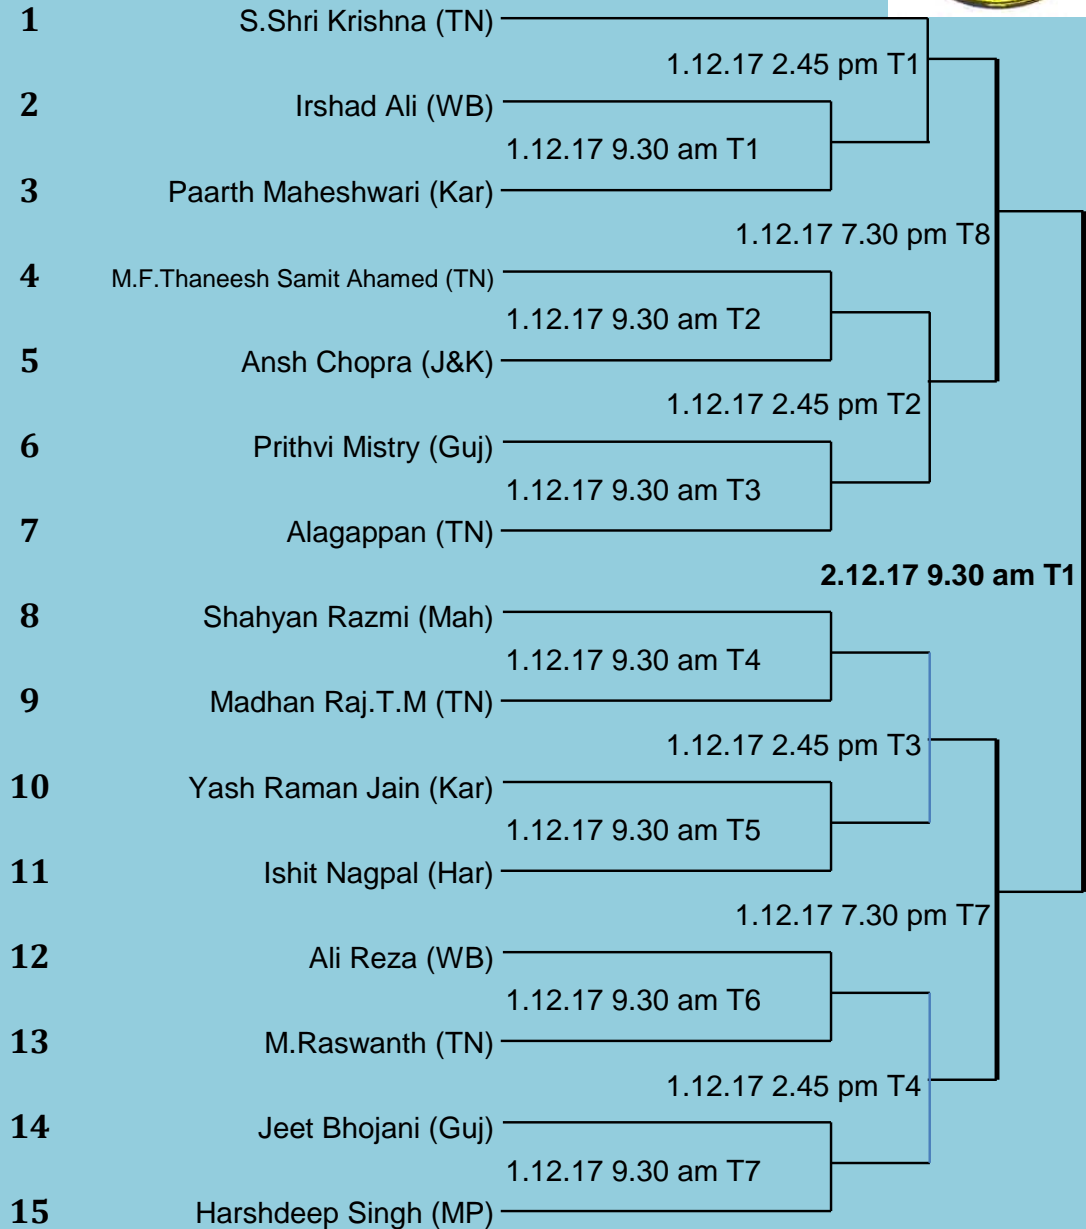 1 S.Shri Krishna (TN)
1.12.17 2.45 pm T1
2 Irshad Ali (WB)
1.12.17 9.30 am T1
3 Paarth Maheshwari (Kar)
1.12.17 7.30 pm T8
4 M.F.Thaneesh Samit Ahamed (TN)
1.12.17 9.30 am T2
5 Ansh Chopra (J&K)
1.12.17 2.45 pm T2
6 Prithvi Mistry (Guj)
1.12.17 9.30 am T3
7 Alagappan (TN)
2.12.17 9.30 am T1
8 Shahyan Razmi (Mah)
1.12.17 9.30 am T4
9 Madhan Raj.T.M (TN)
1.12.17 2.45 pm T3
10 Yash Raman Jain (Kar)
1.12.17 9.30 am T5
11 Ishit Nagpal (Har)
1.12.17 7.30 pm T7
12 Ali Reza (WB)
1.12.17 9.30 am T6
13 M.Raswanth (TN)
1.12.17 2.45 pm T4
14 Jeet Bhojani (Guj)
1.12.17 9.30 am T7
15 Harshdeep Singh (MP)